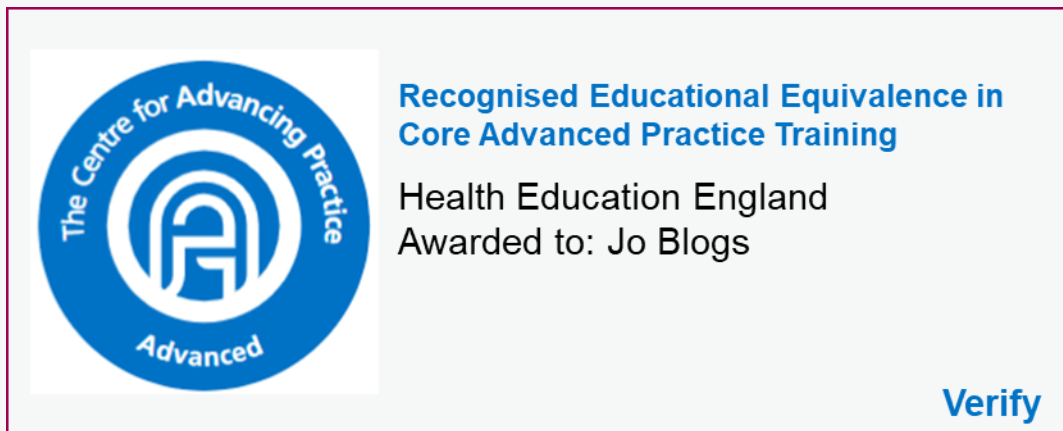 The Centre for Advancing Practice
Advanced
Recognised Educational Equivalence in
Core Advanced Practice Training
Health Education England
Awarded to: Jo Blogs
Verify